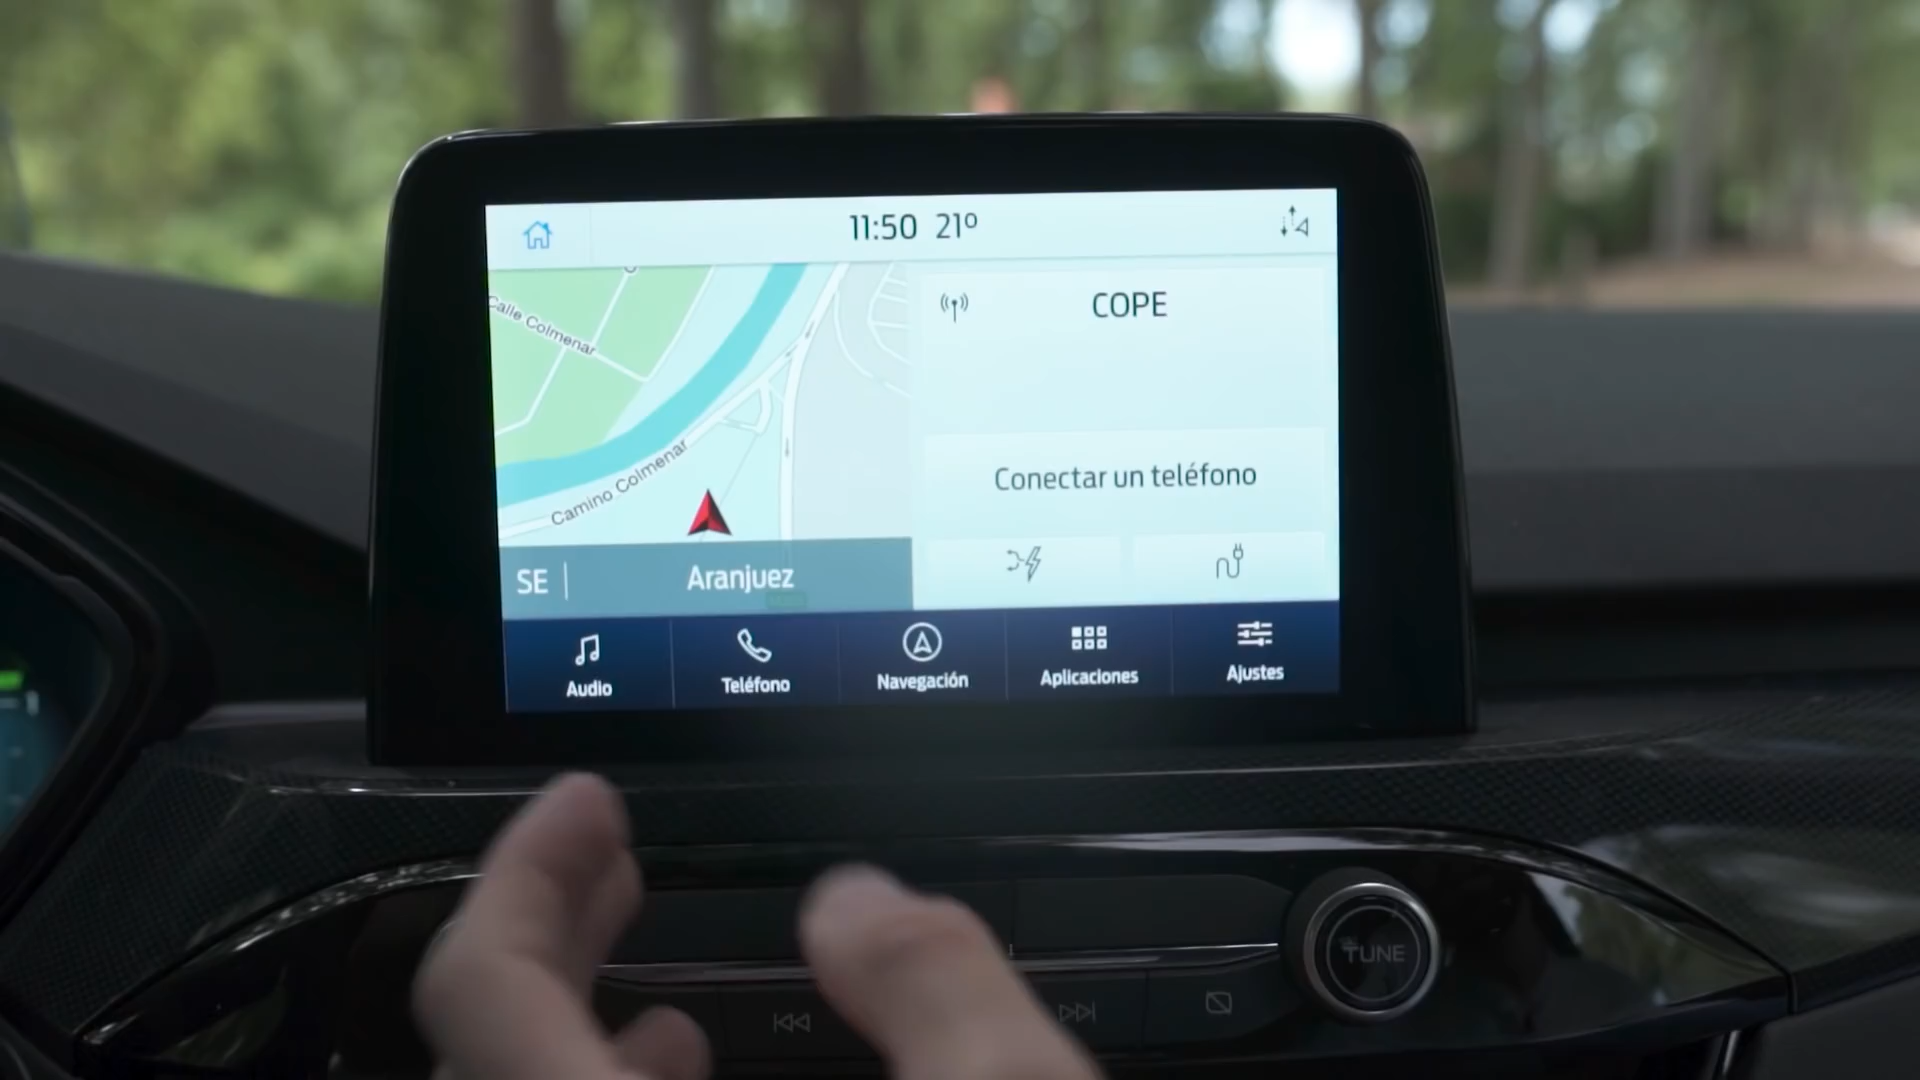 11:50 21º
Calle Colmenar
COPE
Camino Colmenar
Conectar un teléfono
SE
Aranjuez
Audio
Teléfono
Navegación
Aplicaciones
Ajustes
TUNE